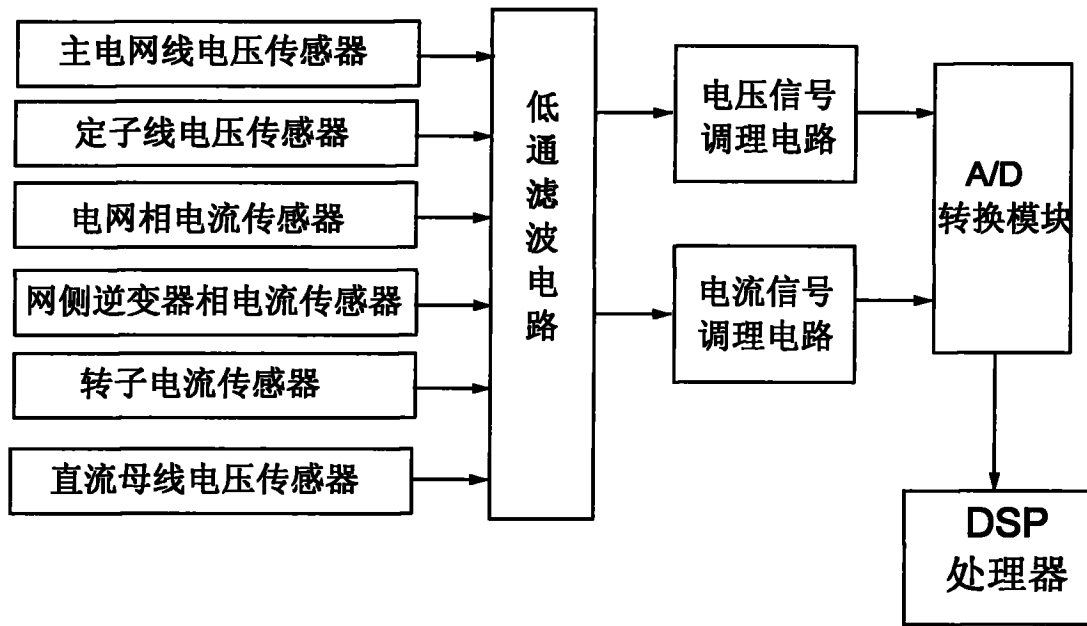 主电网线电压传感器
定子线电压传感器
电网相电流传感器
网侧逆变器相电流传感器
转子电流传感器
直流母线电压传感器
低
通
滤
波
电
路
电压信号
调理电路
电流信号
调理电路
A/D
转换模块
DSP
处理器